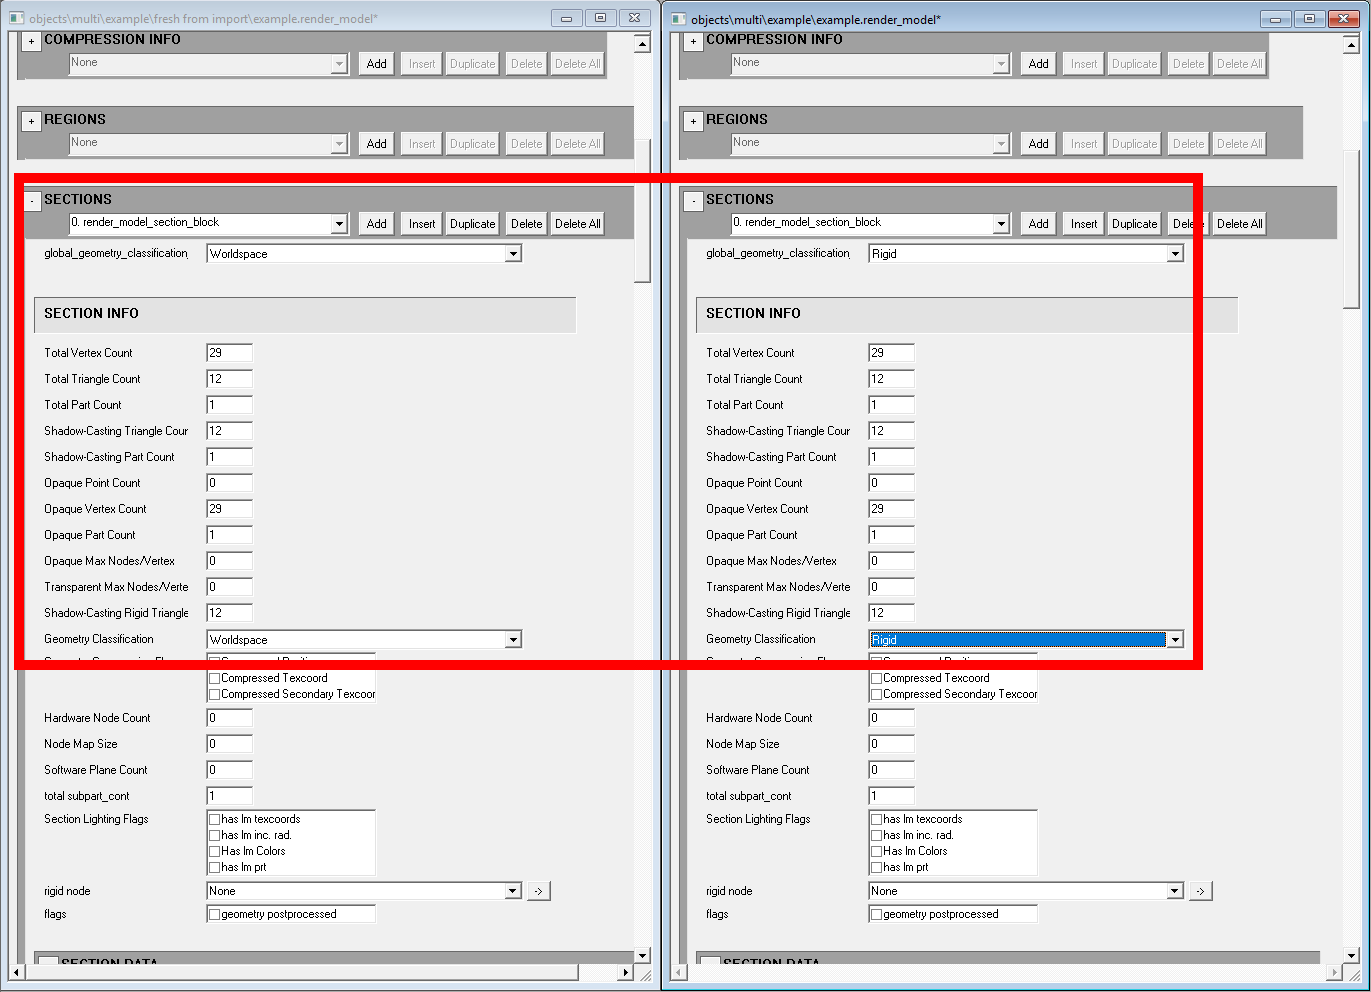 objects\multi\example\fresh from import\example.render_model*
+ COMPRESSION INFO
None Add Insert Duplicate Delete Delete All
+ REGIONS
None Add Insert Duplicate Delete Delete All
- SECTIONS
0. render_model_section_block Add Insert Duplicate Delete Delete All
global_geometry_classification_ Worldspace
SECTION INFO
Total Vertex Count 29
Total Triangle Count 12
Total Part Count 1
Shadow-Casting Triangle Cour 12
Shadow-Casting Part Count 1
Opaque Point Count 0
Opaque Vertex Count 29
Opaque Part Count 1
Opaque Max Nodes/Vertex 0
Transparent Max Nodes/Verte 0
Shadow-Casting Rigid Triangle 12
Geometry Classification Worldspace
Compressed Texcoord
Compressed Secondary Texcoor
Hardware Node Count 0
Node Map Size 0
Software Plane Count 0
total subpart_cont 1
Section Lighting Flags has lm texcoords
has lm inc. rad.
Has lm Colors
has lm prt
rigid node None ->
flags geometry postprocessed
SECTION DATA
objects\multi\example\example.render_model*
+ COMPRESSION INFO
None Add Insert Duplicate Delete Delete All
+ REGIONS
None Add Insert Duplicate Delete Delete All
- SECTIONS
0. render_model_section_block Add Insert Duplicate Delete Delete All
global_geometry_classification_ Rigid
SECTION INFO
Total Vertex Count 29
Total Triangle Count 12
Total Part Count 1
Shadow-Casting Triangle Cour 12
Shadow-Casting Part Count 1
Opaque Point Count 0
Opaque Vertex Count 29
Opaque Part Count 1
Opaque Max Nodes/Vertex 0
Transparent Max Nodes/Verte 0
Shadow-Casting Rigid Triangle 12
Geometry Classification Rigid
Compressed Texcoord
Compressed Secondary Texcoor
Hardware Node Count 0
Node Map Size 0
Software Plane Count 0
total subpart_cont 1
Section Lighting Flags has lm texcoords
has lm inc. rad.
Has lm Colors
has lm prt
rigid node None ->
flags geometry postprocessed
SECTION DATA